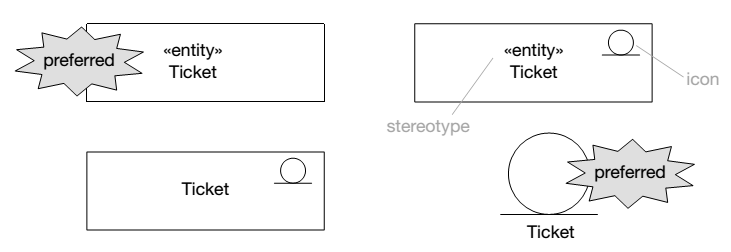 preferred
«entity»
Ticket
«entity»
Ticket
icon
stereotype
Ticket
preferred
Ticket